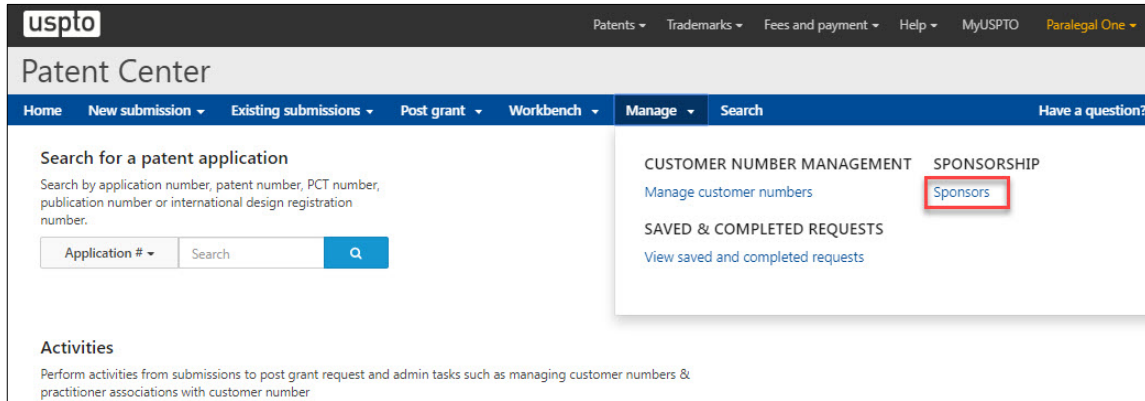 uspto
Patents Trademarks Fees and payment Help MyUSPTO Paralegal One
Patent Center
Home New submission Existing submissions Post grant Workbench Manage Search Have a question?
Search for a patent application
Search by application number, patent number, PCT number,
publication number or international design registration
number.
Application # Search
CUSTOMER NUMBER MANAGEMENT
Manage customer numbers
SAVED & COMPLETED REQUESTS
View saved and completed requests
SPONSORSHIP
Sponsors
Activities
Perform activities from submissions to post grant request and admin tasks such as managing customer numbers &
practitioner associations with customer number